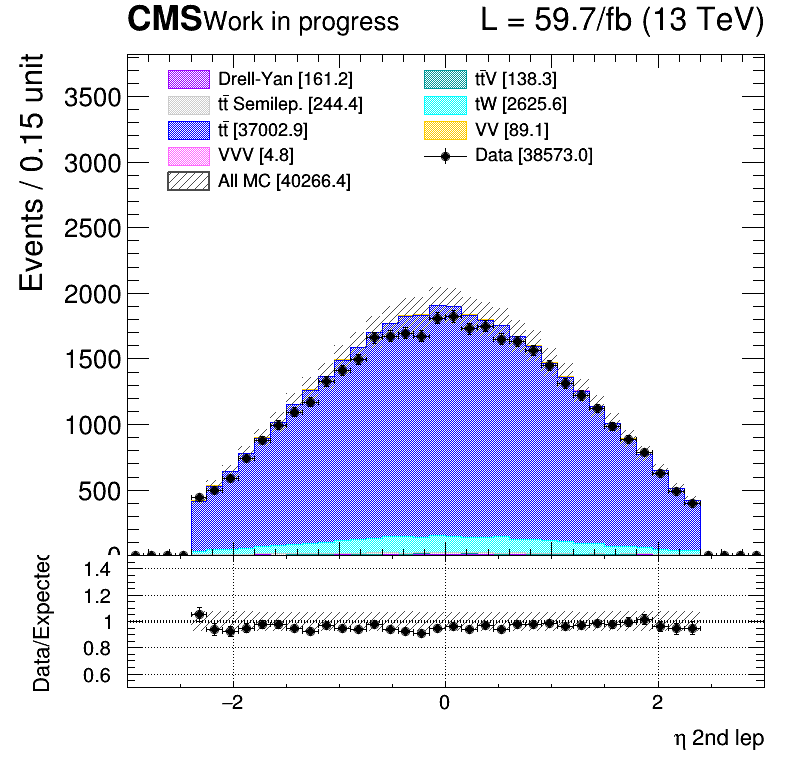 CMS Work in progress L = 59.7/fb (13 TeV)
Events / 0.15 unit
Drell-Yan [161.2] tt̄V [138.3]
tt̄ Semilep. [244.4] tW [2625.6]
tt̄ [37002.9] VV [89.1]
VVV [4.8] Data [38573.0]
All MC [40266.4]
3500
3000
2500
2000
1500
1000
500
0
Data/Expected
1.4
1.2
1
0.8
0.6
−2 0 2
η 2nd lep